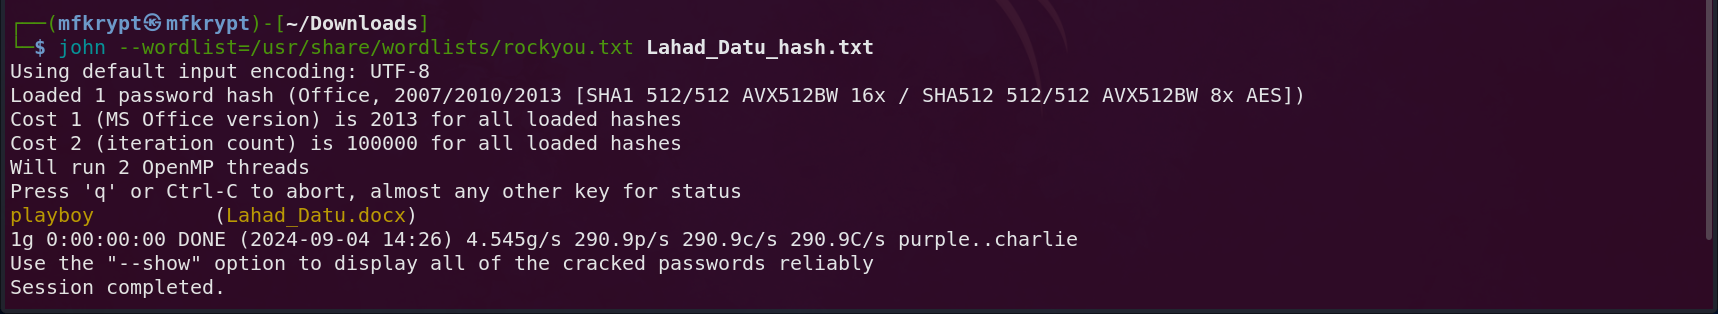 ┌──(mfkrypt㉿mfkrypt)-[~/Downloads]
└─$ john --wordlist=/usr/share/wordlists/rockyou.txt Lahad_Datu_hash.txt
Using default input encoding: UTF-8
Loaded 1 password hash (Office, 2007/2010/2013 [SHA1 512/512 AVX512BW 16x / SHA512 512/512 AVX512BW 8x AES])
Cost 1 (MS Office version) is 2013 for all loaded hashes
Cost 2 (iteration count) is 100000 for all loaded hashes
Will run 2 OpenMP threads
Press 'q' or Ctrl-C to abort, almost any other key for status
playboy          (Lahad_Datu.docx)
1g 0:00:00:00 DONE (2024-09-04 14:26) 4.545g/s 290.9p/s 290.9c/s 290.9C/s purple..charlie
Use the "--show" option to display all of the cracked passwords reliably
Session completed.